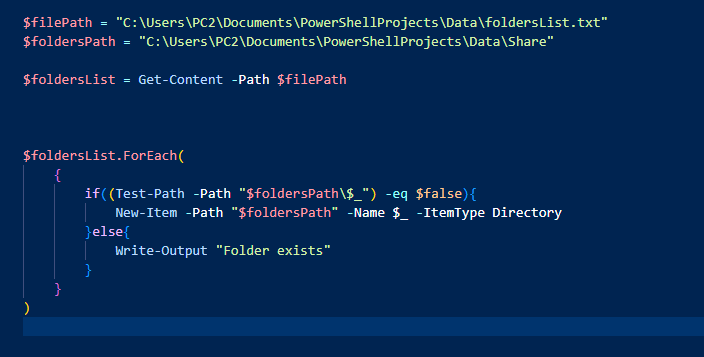 $filePath = "C:\Users\PC2\Documents\PowerShellProjects\Data\foldersList.txt"
$foldersPath = "C:\Users\PC2\Documents\PowerShellProjects\Data\Share"
$foldersList = Get-Content -Path $filePath
$foldersList.ForEach(
{
if((Test-Path -Path "$foldersPath\$_") -eq $false){
New-Item -Path "$foldersPath" -Name $_ -ItemType Directory
}else{
Write-Output "Folder exists"
}
}
)